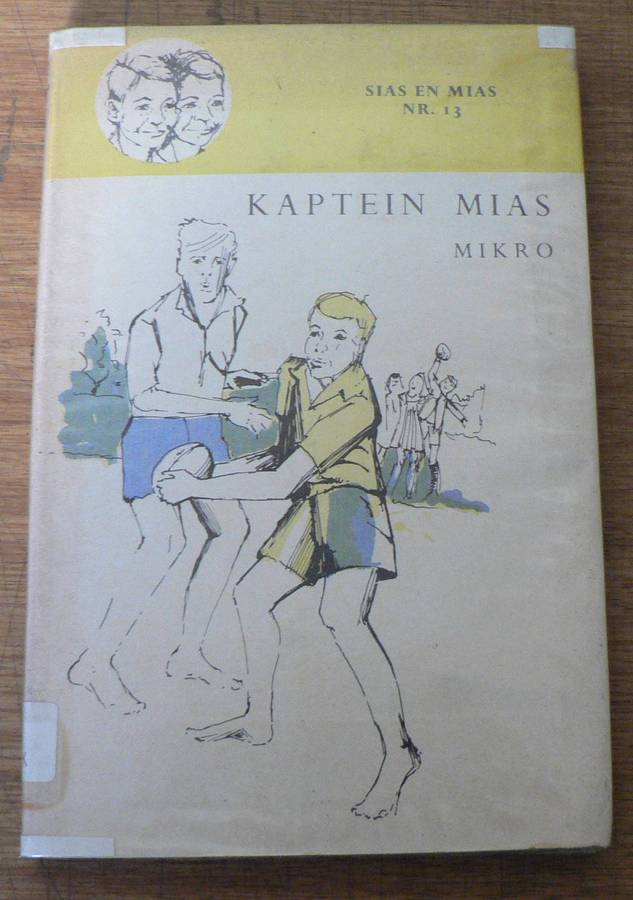 SIAS EN MIAS
NR. 13
KAPTEIN MIAS
MIKRO